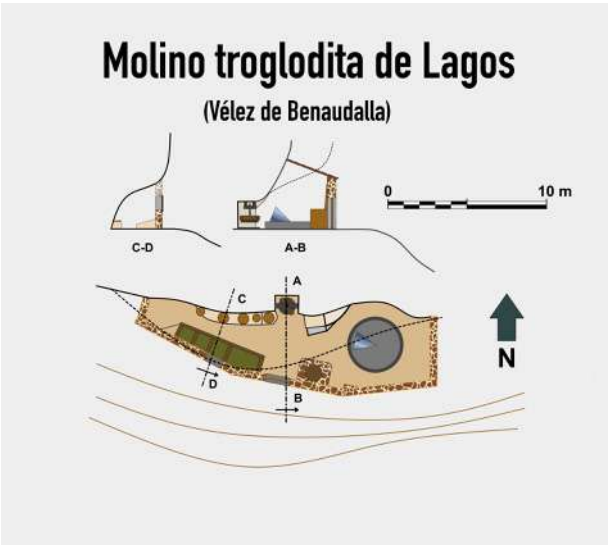 Molino troglodita de Lagos
(Vélez de Benaudalla)
0 10 m
C-D
A-B
A
C
N
D
B